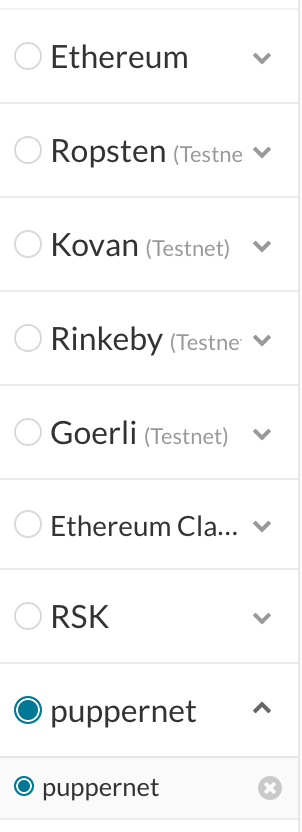 Ethereum
Ropsten (Testne
Kovan (Testnet)
Rinkeby (Testne
Goerli (Testnet)
Ethereum Cla...
RSK
puppernet
puppernet